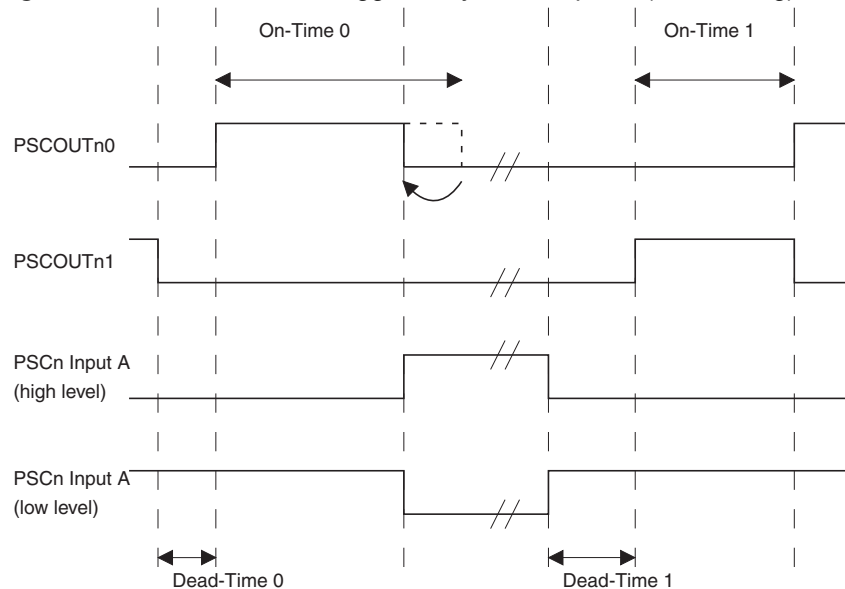 On-Time 0
On-Time 1
PSCOUTn0
PSCOUTn1
PSCn Input A
(high level)
PSCn Input A
(low level)
Dead-Time 0
Dead-Time 1